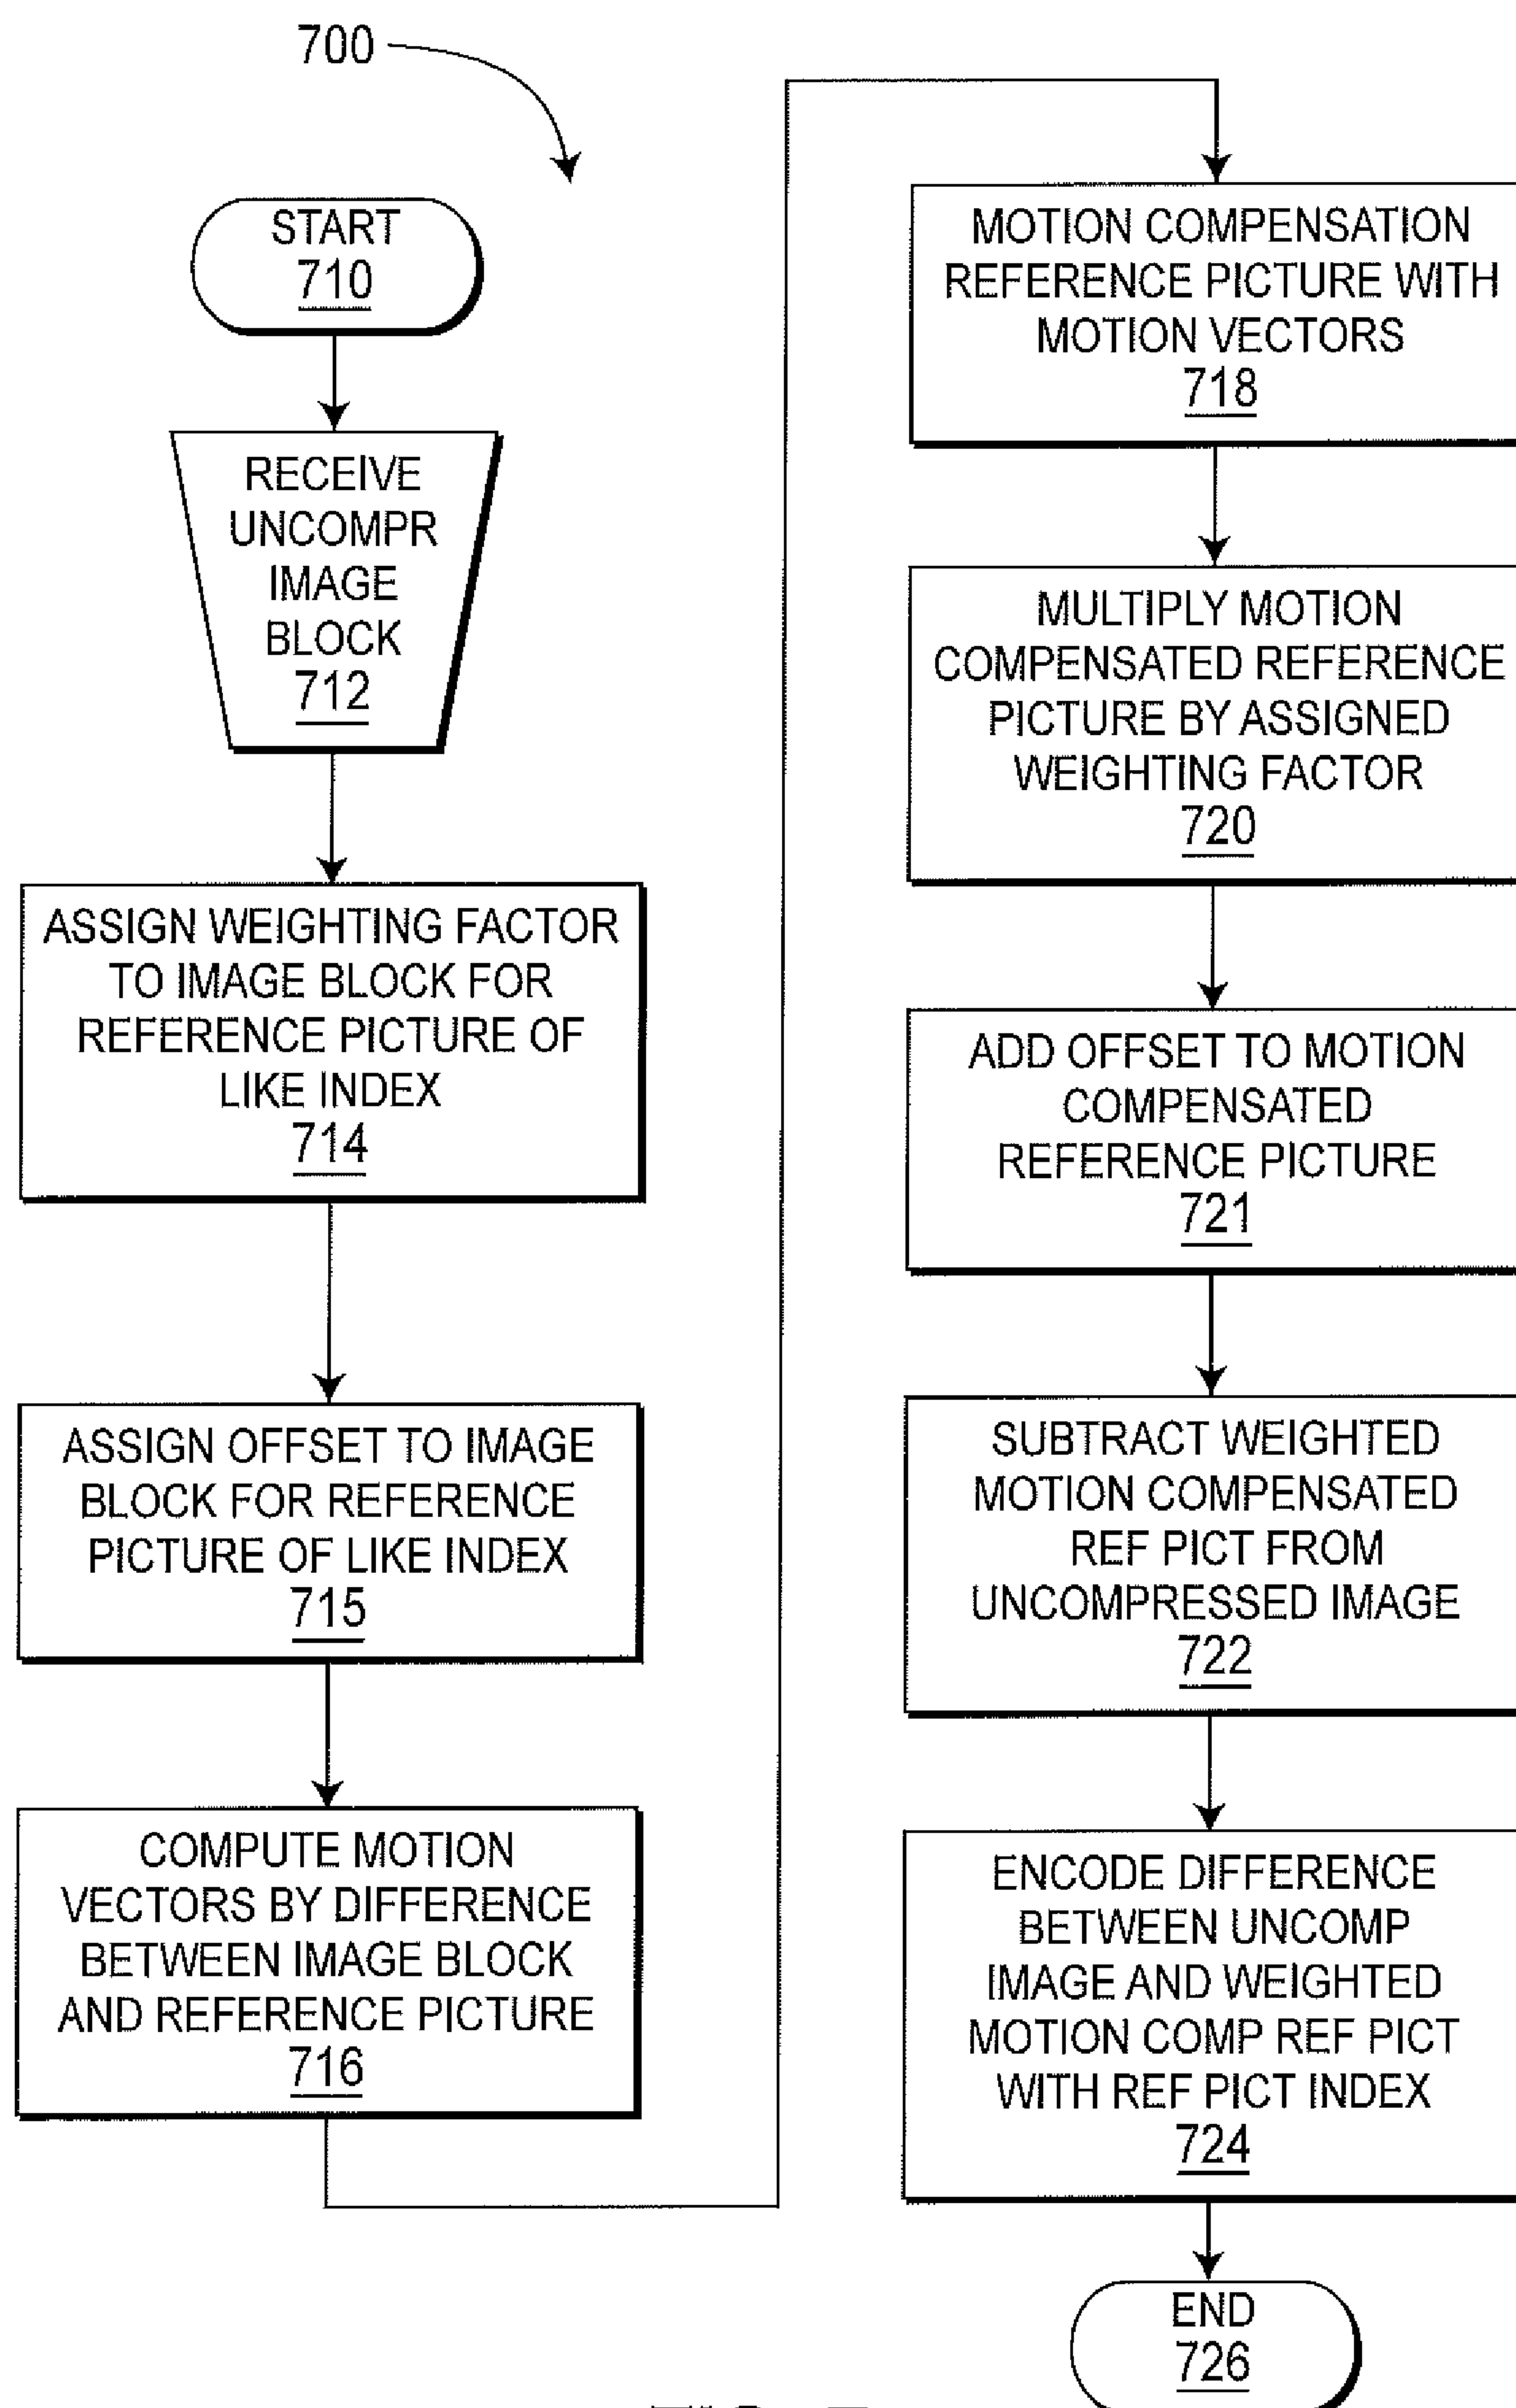 700
START
710
RECEIVE
UNCOMPR
IMAGE
BLOCK
712
ASSIGN WEIGHTING FACTOR
TO IMAGE BLOCK FOR
REFERENCE PICTURE OF
LIKE INDEX
714
ASSIGN OFFSET TO IMAGE
BLOCK FOR REFERENCE
PICTURE OF LIKE INDEX
715
COMPUTE MOTION
VECTORS BY DIFFERENCE
BETWEEN IMAGE BLOCK
AND REFERENCE PICTURE
716
MOTION COMPENSATION
REFERENCE PICTURE WITH
MOTION VECTORS
718
MULTIPLY MOTION
COMPENSATED REFERENCE
PICTURE BY ASSIGNED
WEIGHTING FACTOR
720
ADD OFFSET TO MOTION
COMPENSATED
REFERENCE PICTURE
721
SUBTRACT WEIGHTED
MOTION COMPENSATED
REF PICT FROM
UNCOMPRESSED IMAGE
722
ENCODE DIFFERENCE
BETWEEN UNCOMP
IMAGE AND WEIGHTED
MOTION COMP REF PICT
WITH REF PICT INDEX
724
END
726